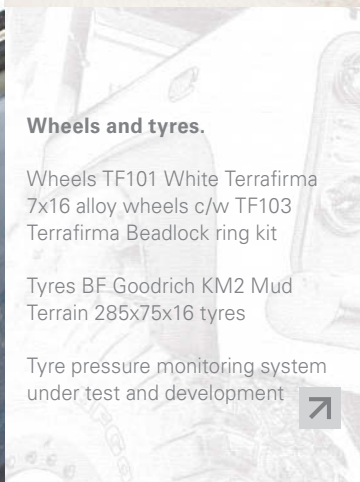 Wheels and tyres.
Wheels TF101 White Terrafirma
7x16 alloy wheels c/w TF103
Terrafirma Beadlock ring kit
Tyres BF Goodrich KM2 Mud
Terrain 285x75x16 tyres
Tyre pressure monitoring system
under test and development